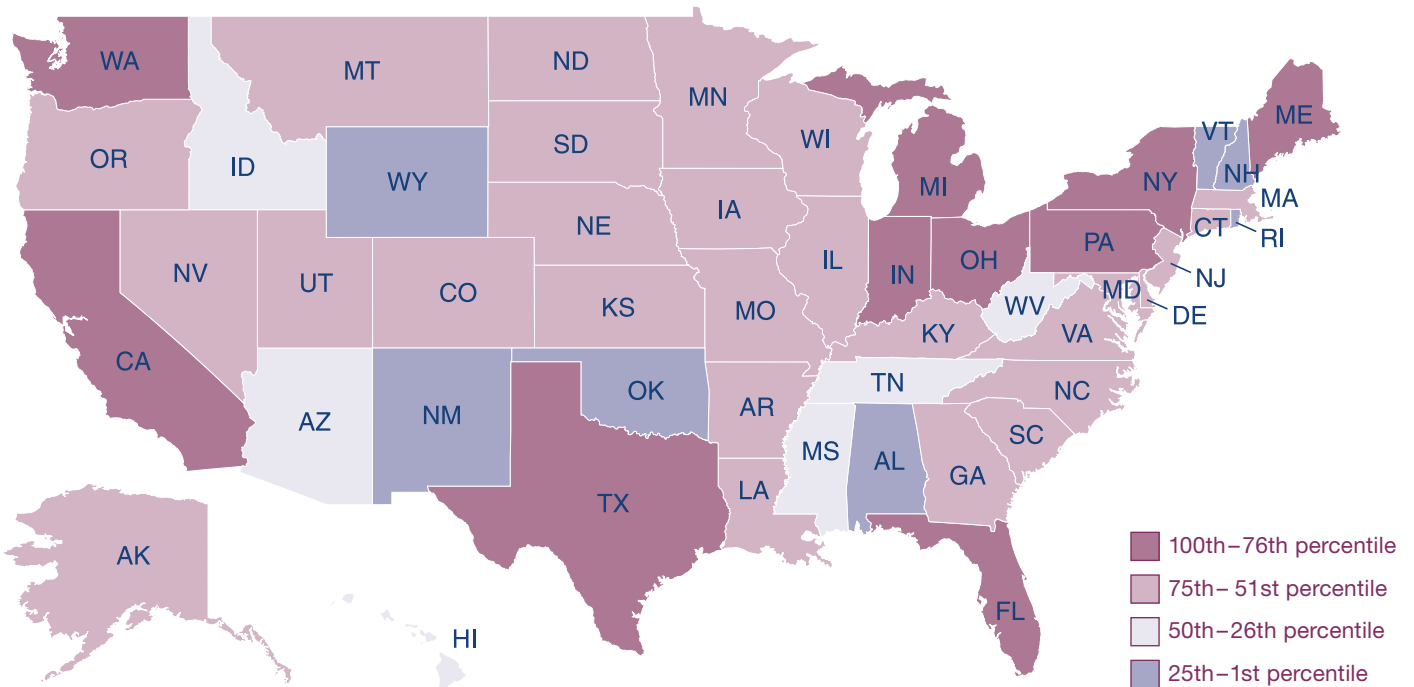 WA
MT
ND
MN
ME
VT
NH
OR
ID
SD
WI
NY
MI
WY
MA
IA
NE
CT
RI
PA
NV
UT
CO
IL
IN
OH
NJ
KS
MO
MD
WV
DE
KY
VA
CA
TN
NC
AZ
NM
OK
AR
SC
MS
AL
GA
LA
TX
AK
FL
HI
100th–76th percentile
75th–51st percentile
50th–26th percentile
25th–1st percentile